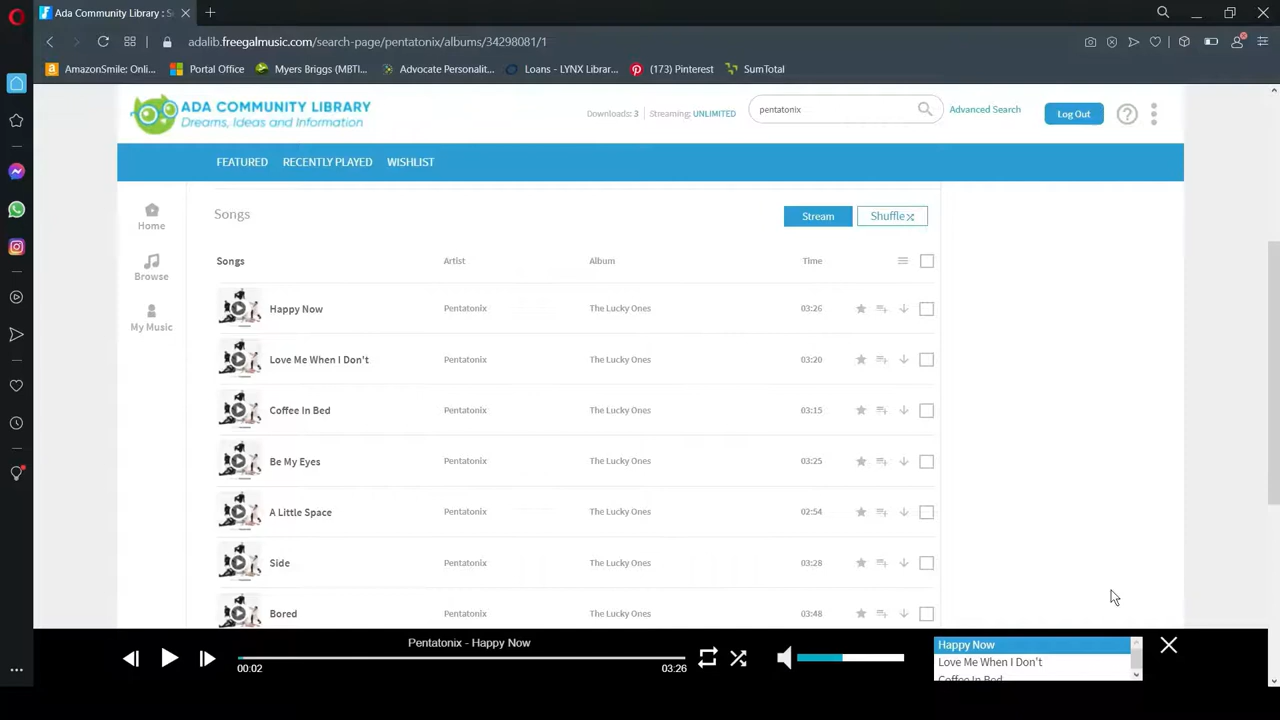 Ada Community Library : S
adalib.freegalmusic.com/search-page/pentatonix/albums/34298081/1
AmazonSmile: Onli... Portal Office Myers Briggs (MBTI... Advocate Personalit... Loans - LYNX Librar... (173) Pinterest SumTotal
ADA COMMUNITY LIBRARY
Dreams, Ideas and Information
Downloads: 3 Streaming: UNLIMITED pentatonix Advanced Search Log Out
FEATURED RECENTLY PLAYED WISHLIST
Home
Browse
My Music
Songs Stream Shuffle
Songs Artist Album Time
Happy Now Pentatonix The Lucky Ones 03:26
Love Me When I Don't Pentatonix The Lucky Ones 03:20
Coffee In Bed Pentatonix The Lucky Ones 03:15
Be My Eyes Pentatonix The Lucky Ones 03:25
A Little Space Pentatonix The Lucky Ones 02:54
Side Pentatonix The Lucky Ones 03:28
Bored Pentatonix The Lucky Ones 03:48
Pentatonix - Happy Now
00:02 03:26
Happy Now
Love Me When I Don't
Coffee In Bed